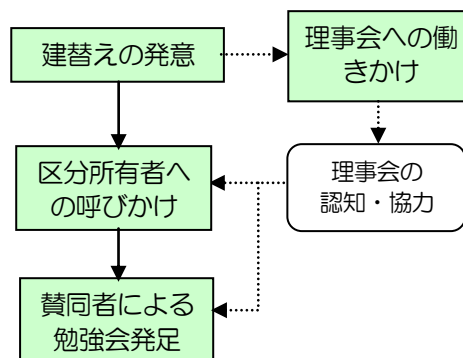 建替えの発意
理事会への働
きかけ
区分所有者へ
の呼びかけ
理事会の
認知・協力
賛同者による
勉強会発足